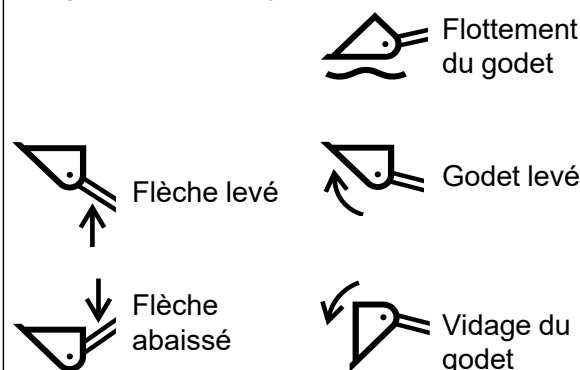 Flottement
du godet
Flèche levé
Godet levé
Flèche
abaissé
Vidage du
godet